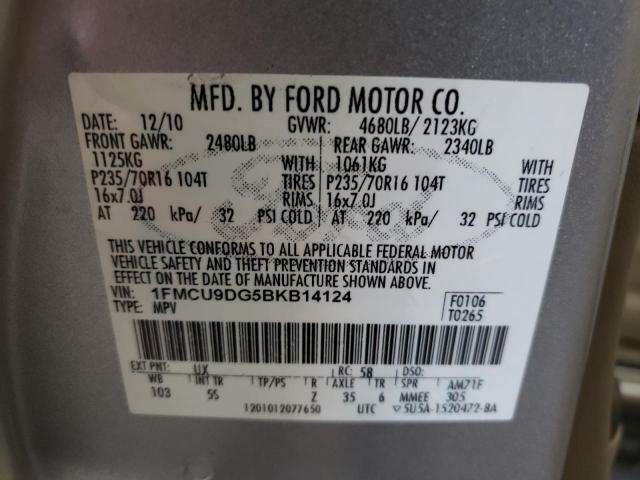 MFD. BY FORD MOTOR CO.
DATE: 12/10 GVWR: 4680LB/ 2123KG
FRONT GAWR: 2480LB REAR GAWR: 2340LB
1125KG WITH 1061KG WITH
P235/70R16 104T TIRES P235/70R16 104T TIRES
16x7.0J RIMS 16x7.0J RIMS
AT 220 kPa/ 32 PSI COLD AT 220 kPa/ 32 PSI COLD
THIS VEHICLE CONFORMS TO ALL APPLICABLE FEDERAL MOTOR
VEHICLE SAFETY AND THEFT PREVENTION STANDARDS IN
EFFECT ON THE DATE OF MANUFACTURE SHOWN ABOVE.
VIN: 1FMCU9DG5BKB14124 F0106
TYPE: MPV T0265
EXT PNT: UX RC: 58 DSO:
WB INT TR TP/PS R AXLE TR SPR AM71F
103 5S Z 35 6 MMEE 305
1201012077650 UTC ▽5U5A-1520472-BA
Ford